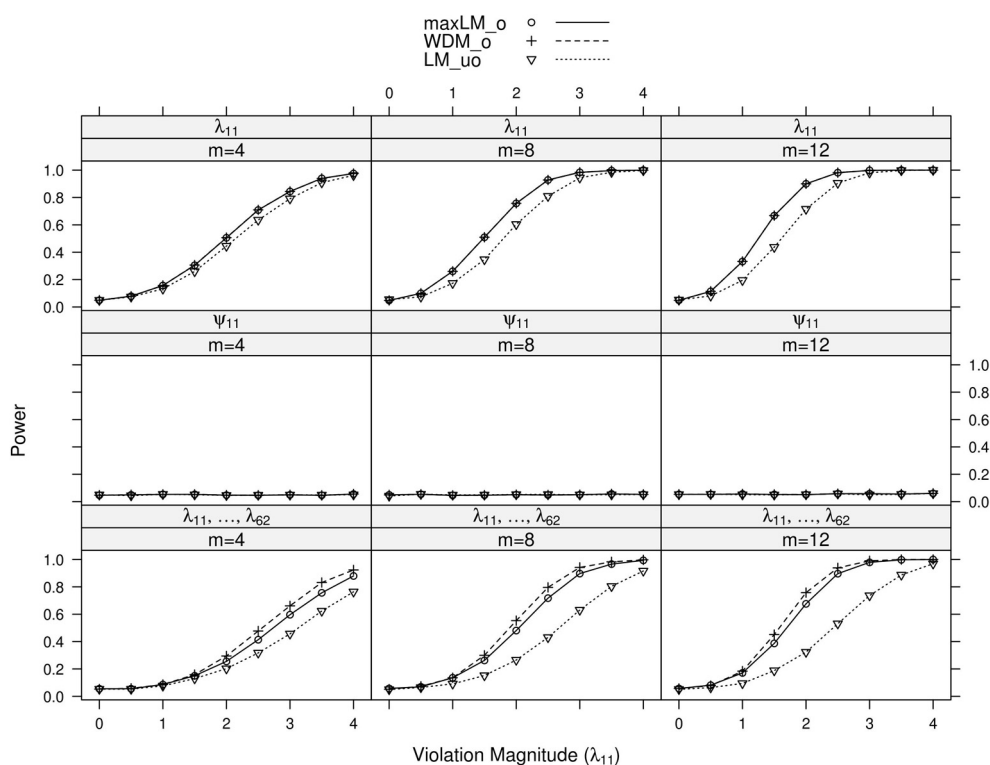 maxLM_o
WDM_o
LM_uo
0 1 2 3 4
λ₁₁ λ₁₁ λ₁₁
m=4 m=8 m=12
1.0
0.8
0.6
0.4
0.2
0.0
ψ₁₁ ψ₁₁ ψ₁₁
m=4 m=8 m=12
1.0
0.8
0.6
0.4
0.2
0.0
Power
λ₁₁, ..., λ₆₂ λ₁₁, ..., λ₆₂ λ₁₁, ..., λ₆₂
m=4 m=8 m=12
1.0
0.8
0.6
0.4
0.2
0.0
0 1 2 3 4 0 1 2 3 4
Violation Magnitude (λ₁₁)